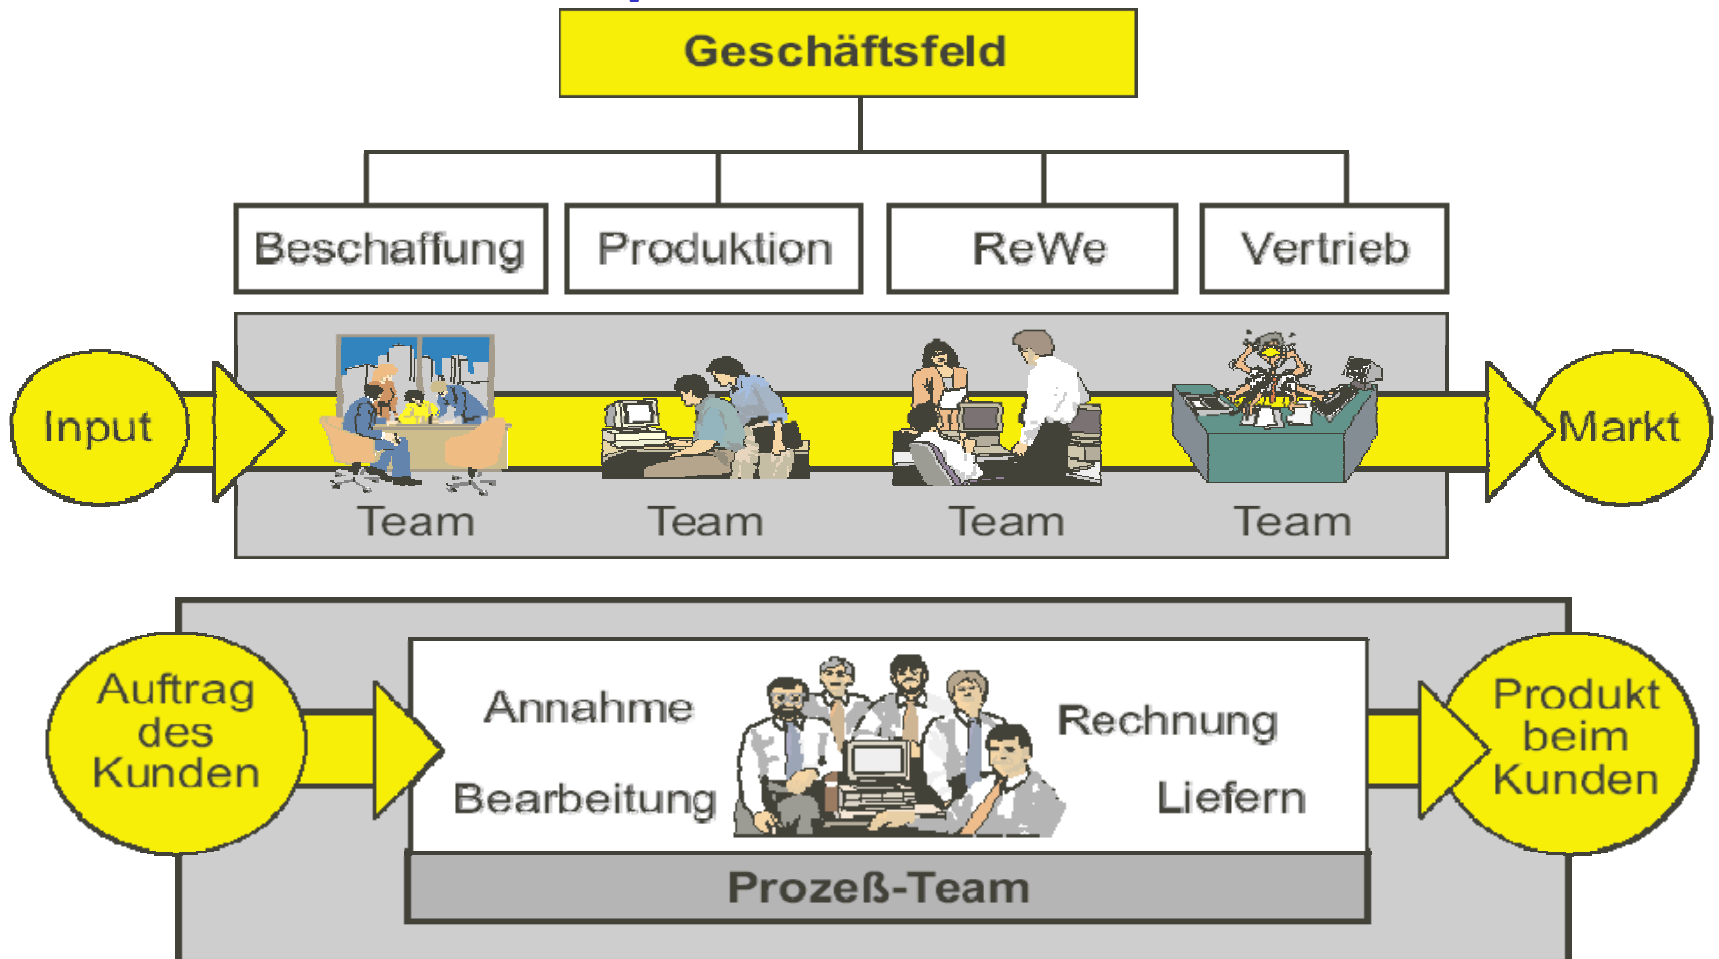 Geschäftsfeld
Beschaffung Produktion ReWe Vertrieb
Input
Markt
Team Team Team Team
Auftrag
des
Kunden
Annahme
Bearbeitung
Rechnung
Liefern
Produkt
beim
Kunden
Prozeß-Team